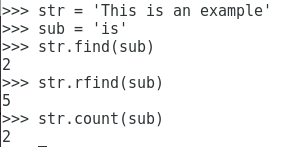 >>> str = 'This is an example'
>>> sub = 'is'
>>> str.find(sub)
2
>>> str.rfind(sub)
5
>>> str.count(sub)
2